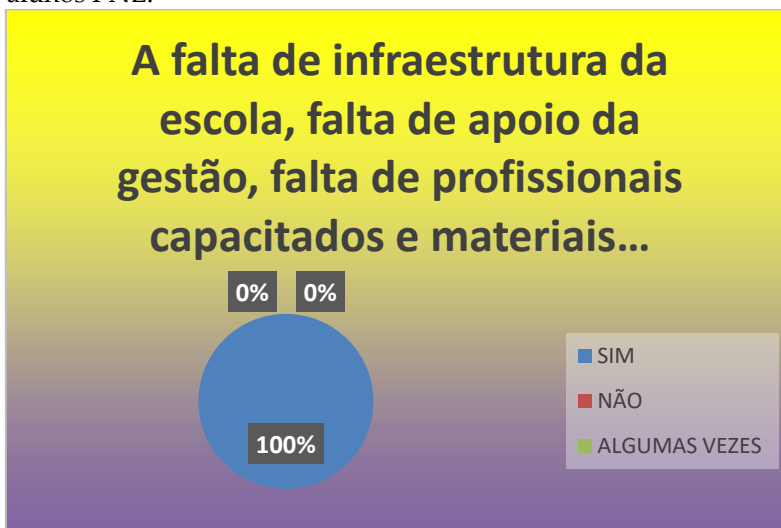 A falta de infraestrutura da
escola, falta de apoio da
gestão, falta de profissionais
capacitados e materiais...
0% 0%
100%
SIM
NÃO
ALGUMAS VEZES